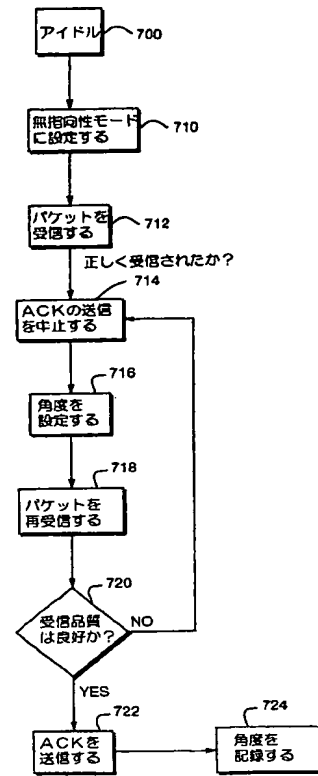 アイドル
700
無指向性モード
に設定する
710
パケットを
受信する
712
正しく受信されたか?
714
ACKの送信
を中止する
716
角度を
設定する
718
パケットを
再受信する
720
受信品質
は良好か?
NO
YES
722
ACKを
送信する
724
角度を
記録する